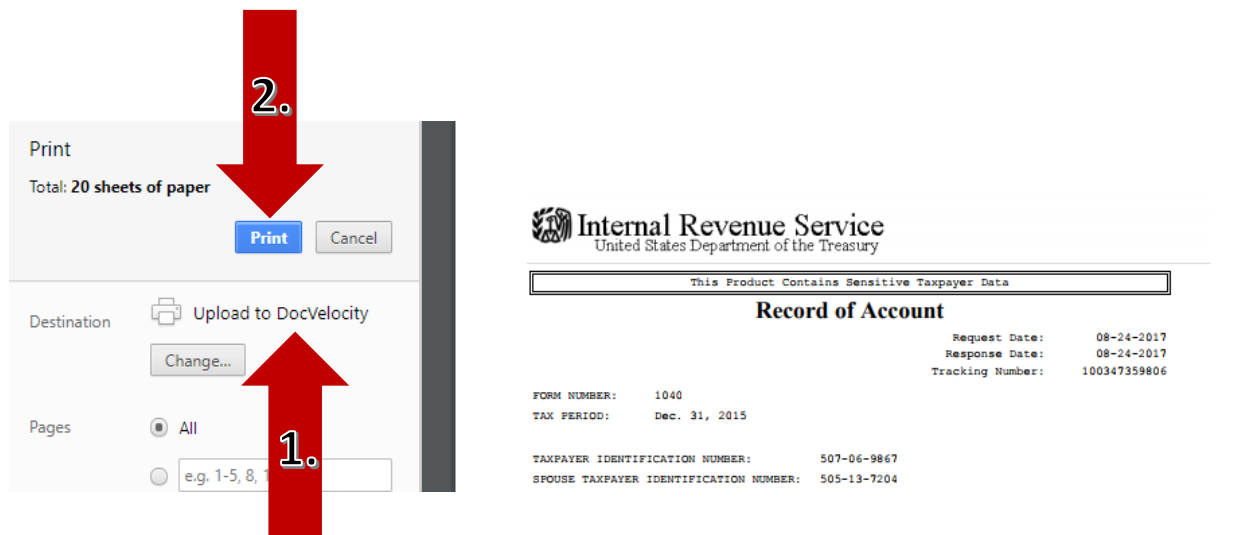 2.
Print
Total: 20 sheets of paper
Print
Cancel
Destination
Upload to DocVelocity
Change...
Pages
All
1.
e.g. 1-5, 8, 1
Internal Revenue Service
United States Department of the Treasury
This Product Contains Sensitive Taxpayer Data
Record of Account
Request Date: 08-24-2017
Response Date: 08-24-2017
Tracking Number: 100347359806
FORM NUMBER: 1040
TAX PERIOD: Dec. 31, 2015
TAXPAYER IDENTIFICATION NUMBER: 507-06-9867
SPOUSE TAXPAYER IDENTIFICATION NUMBER: 505-13-7204